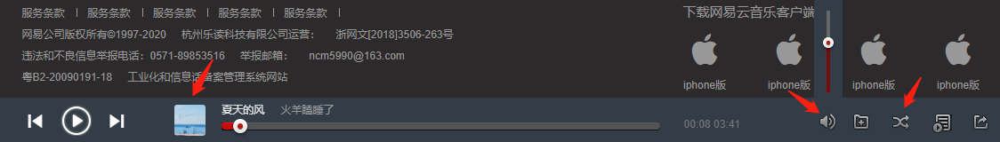 服务条款 | 服务条款 | 服务条款 | 服务条款 | 服务条款 |
网易公司版权所有©1997-2020 杭州乐读科技有限公司运营： 浙网文[2018]3506-263号
违法和不良信息举报电话：0571-89853516 举报邮箱： ncm5990@163.com
粤B2-20090191-18 工业化和信息话备案管理系统网站
下载网易云音乐客户端
iphone版 iphone版 iphone版 iphone版
夏天的风 火羊瞌睡了
00:08 03:41